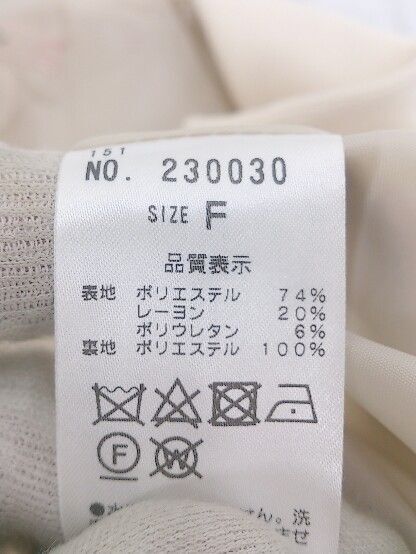 151
NO. 230030
SIZE F
品質表示
表地 ポリエステル 74%
レーヨン 20%
ポリウレタン 6%
裏地 ポリエステル 100%
F W
ん。洗
させ